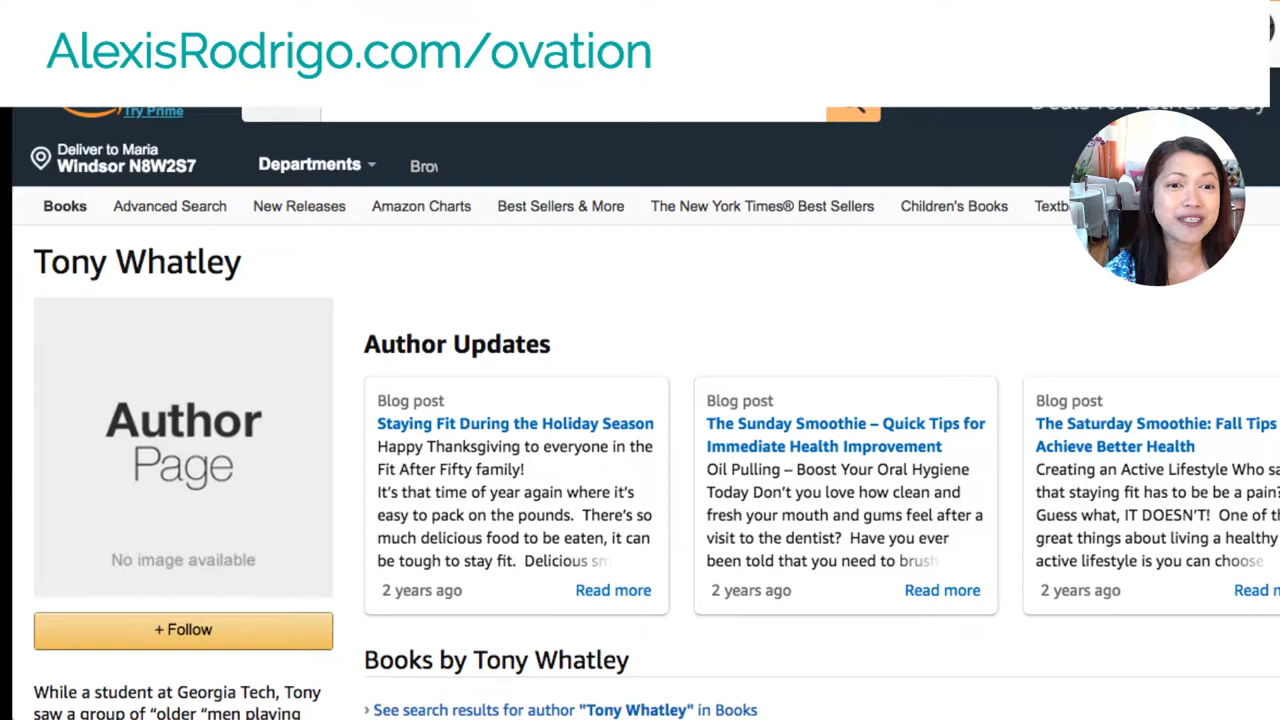 AlexisRodrigo.com/ovation
Try Prime
Deals for Father's Day
Deliver to Maria
Windsor N8W2S7
Departments
Books
Advanced Search
New Releases
Amazon Charts
Best Sellers & More
The New York Times® Best Sellers
Children's Books
Tony Whatley
Author
Page
No image available
+ Follow
While a student at Georgia Tech, Tony
saw a group of “older “men playing
Author Updates
Blog post
Staying Fit During the Holiday Season
Happy Thanksgiving to everyone in the
Fit After Fifty family!
It’s that time of year again where it’s
easy to pack on the pounds. There’s so
much delicious food to be eaten, it can
be tough to stay fit. Delicious
2 years ago
Read more
Blog post
The Sunday Smoothie – Quick Tips for
Immediate Health Improvement
Oil Pulling – Boost Your Oral Hygiene
Today Don’t you love how clean and
fresh your mouth and gums feel after a
visit to the dentist? Have you ever
been told that you need to brush
2 years ago
Read more
Blog post
The Saturday Smoothie: Fall Tips
Achieve Better Health
Creating an Active Lifestyle Who
that staying fit has to be be a pain?
Guess what, IT DOESN’T! One of
great things about living a healthy
active lifestyle is you can choose
2 years ago
Read
Books by Tony Whatley
› See search results for author "Tony Whatley" in Books